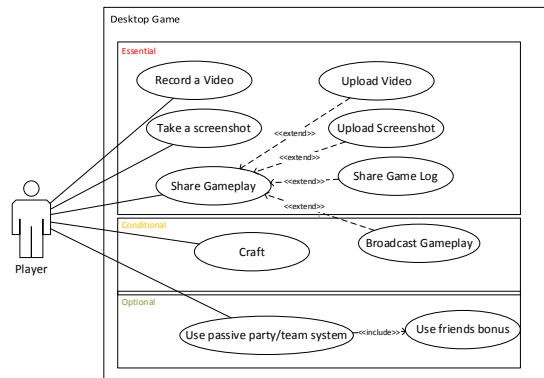 Desktop Game
Essential
Record a Video
Upload Video
Take a screenshot
<<extend>>
Upload Screenshot
<<extend>>
Share Gameplay
<<extend>>
Share Game Log
<<extend>>
Conditional
Broadcast Gameplay
Craft
Player
Optional
Use passive party/team system
<<include>>
Use friends bonus